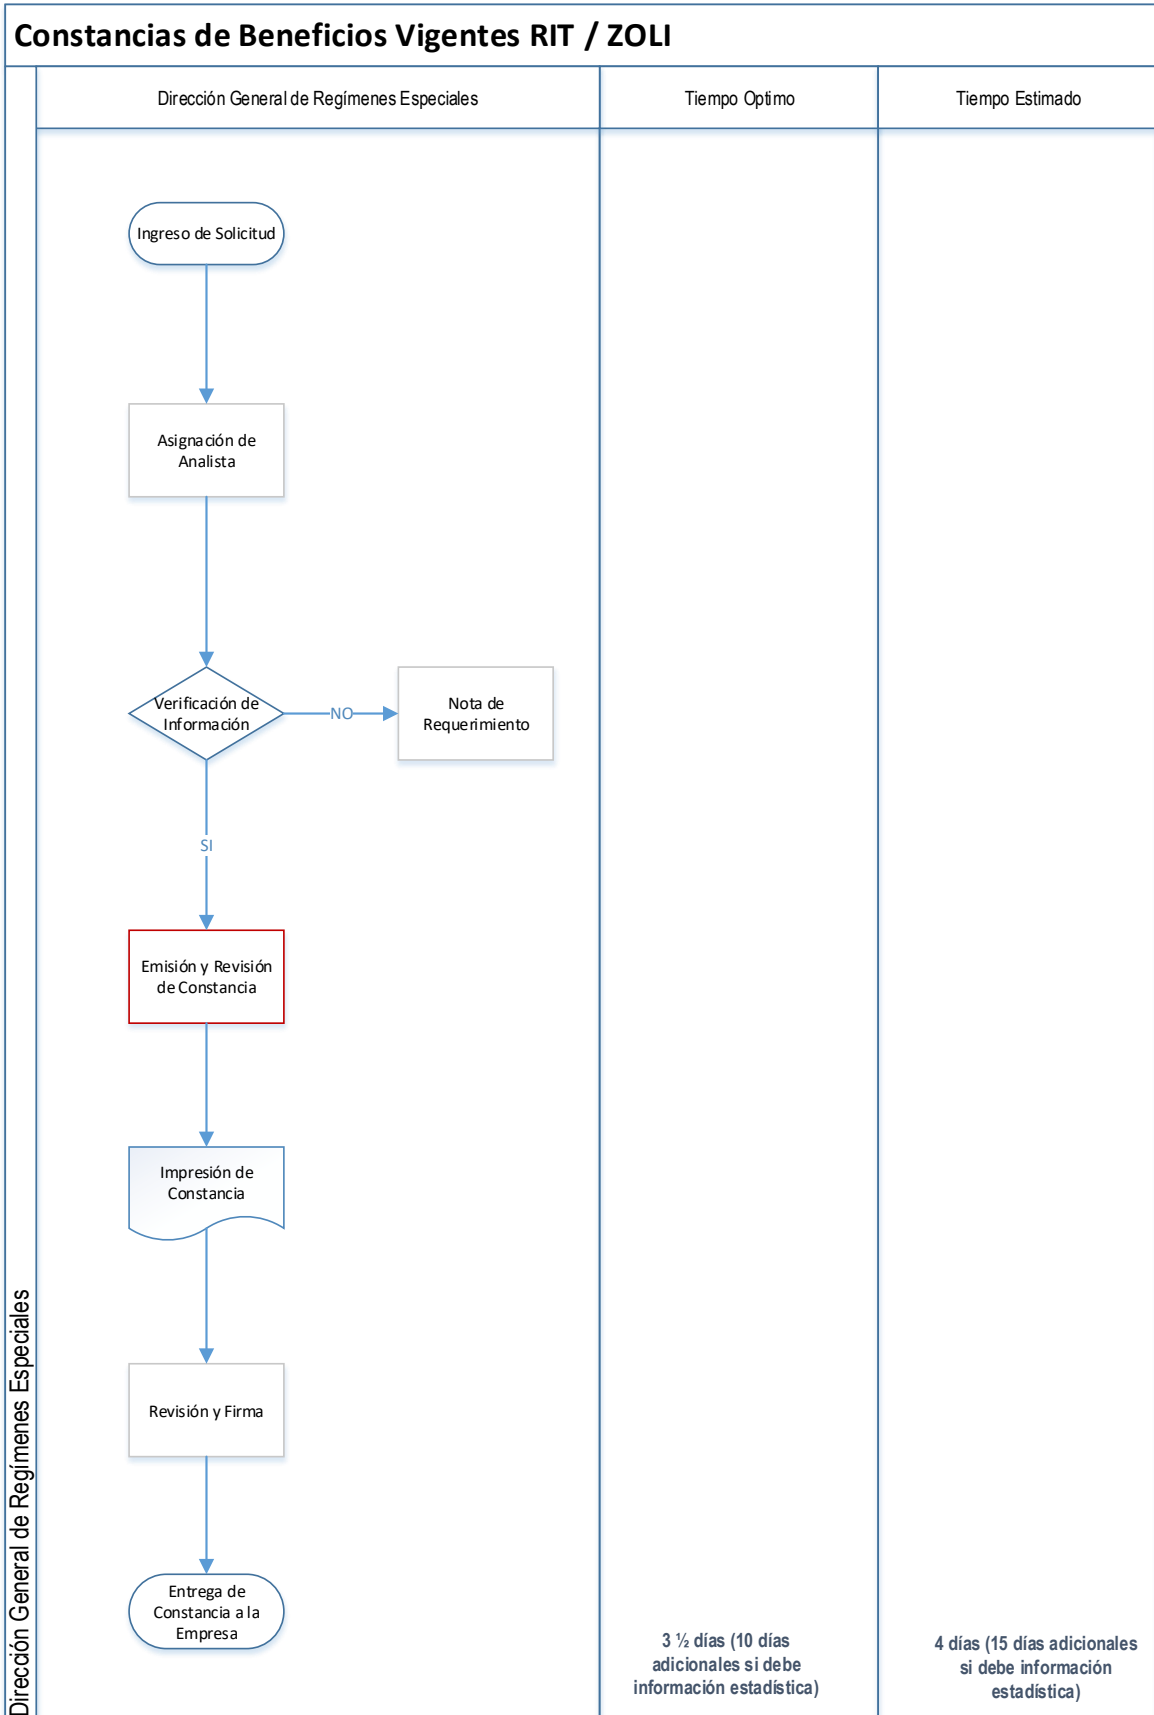 Constancias de Beneficios Vigentes RIT / ZOLI
Dirección General de Regímenes Especiales
Tiempo Optimo
Tiempo Estimado
Dirección General de Regímenes Especiales
Ingreso de Solicitud
Asignación de
Analista
Verificación de
Información
NO
Nota de
Requerimiento
SI
Emisión y Revisión
de Constancia
Impresión de
Constancia
Revisión y Firma
Entrega de
Constancia a la
Empresa
3 ½ días (10 días
adicionales si debe
información estadística)
4 días (15 días adicionales
si debe información
estadística)